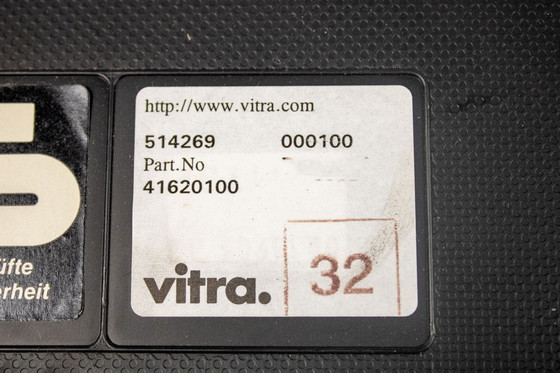 http://www.vitra.com
514269 000100
Part.No
41620100
vitra.
32
üfte
erheit